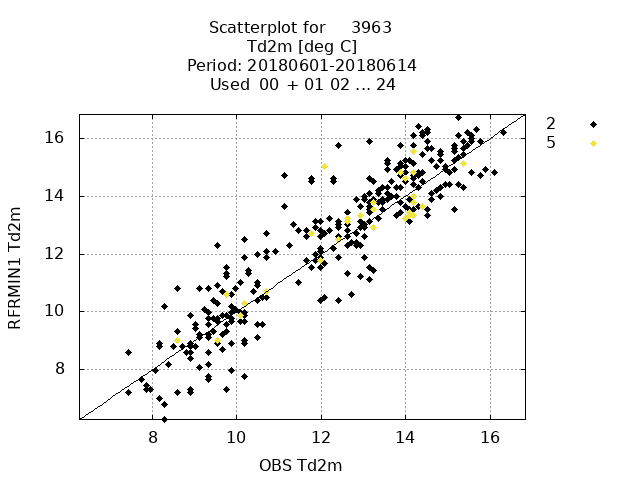 Scatterplot for 3963
Td2m [deg C]
Period: 20180601-20180614
Used 00 + 01 02 ... 24
2
5
RFRMIN1 Td2m
16
14
12
10
8
8 10 12 14 16
OBS Td2m